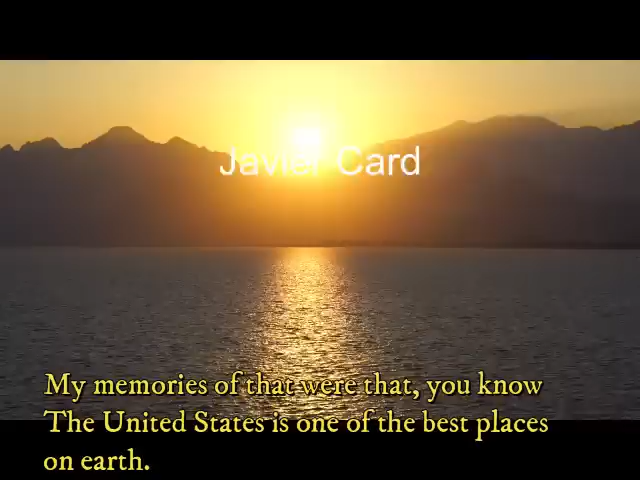 Javier Card
My memories of that were that, you know
The United States is one of the best places
on earth.